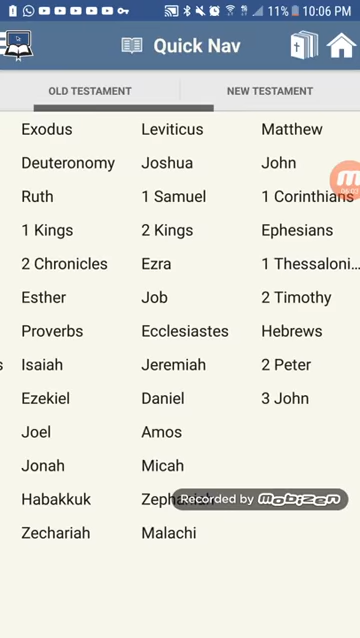 11% 10:06 PM
Quick Nav
OLD TESTAMENT NEW TESTAMENT
Exodus Leviticus Matthew
Deuteronomy Joshua John
Ruth 1 Samuel 1 Corinthians
1 Kings 2 Kings Ephesians
2 Chronicles Ezra 1 Thessaloni...
Esther Job 2 Timothy
Proverbs Ecclesiastes Hebrews
s Isaiah Jeremiah 2 Peter
Ezekiel Daniel 3 John
Joel Amos
Jonah Micah
Habakkuk Zephaniah
Recorded by mobizen
Zechariah Malachi